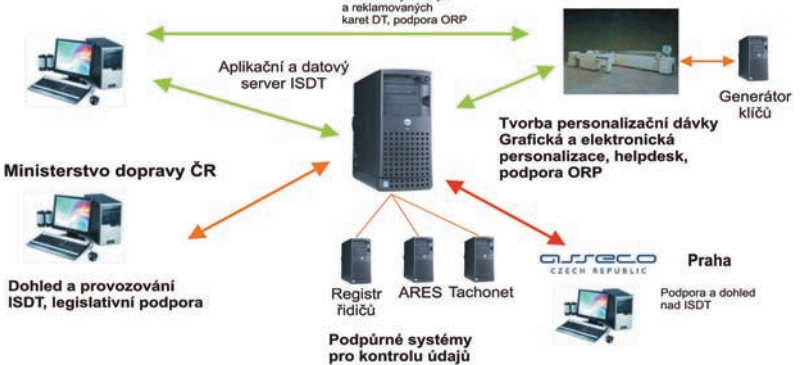 a reklamovaných
karet DT, podpora ORP
Aplikační a datový
server ISDT
Generátor
klíčů
Tvorba personalizační dávky
Grafická a elektronická
personalizace, helpdesk,
podpora ORP
Ministerstvo dopravy ČR
Dohled a provozování
ISDT, legislativní podpora
Registr
řidičů
ARES
Tachonet
Podpůrné systémy
pro kontrolu údajů
asseco
CZECH REPUBLIC
Praha
Podpora a dohled
nad ISDT